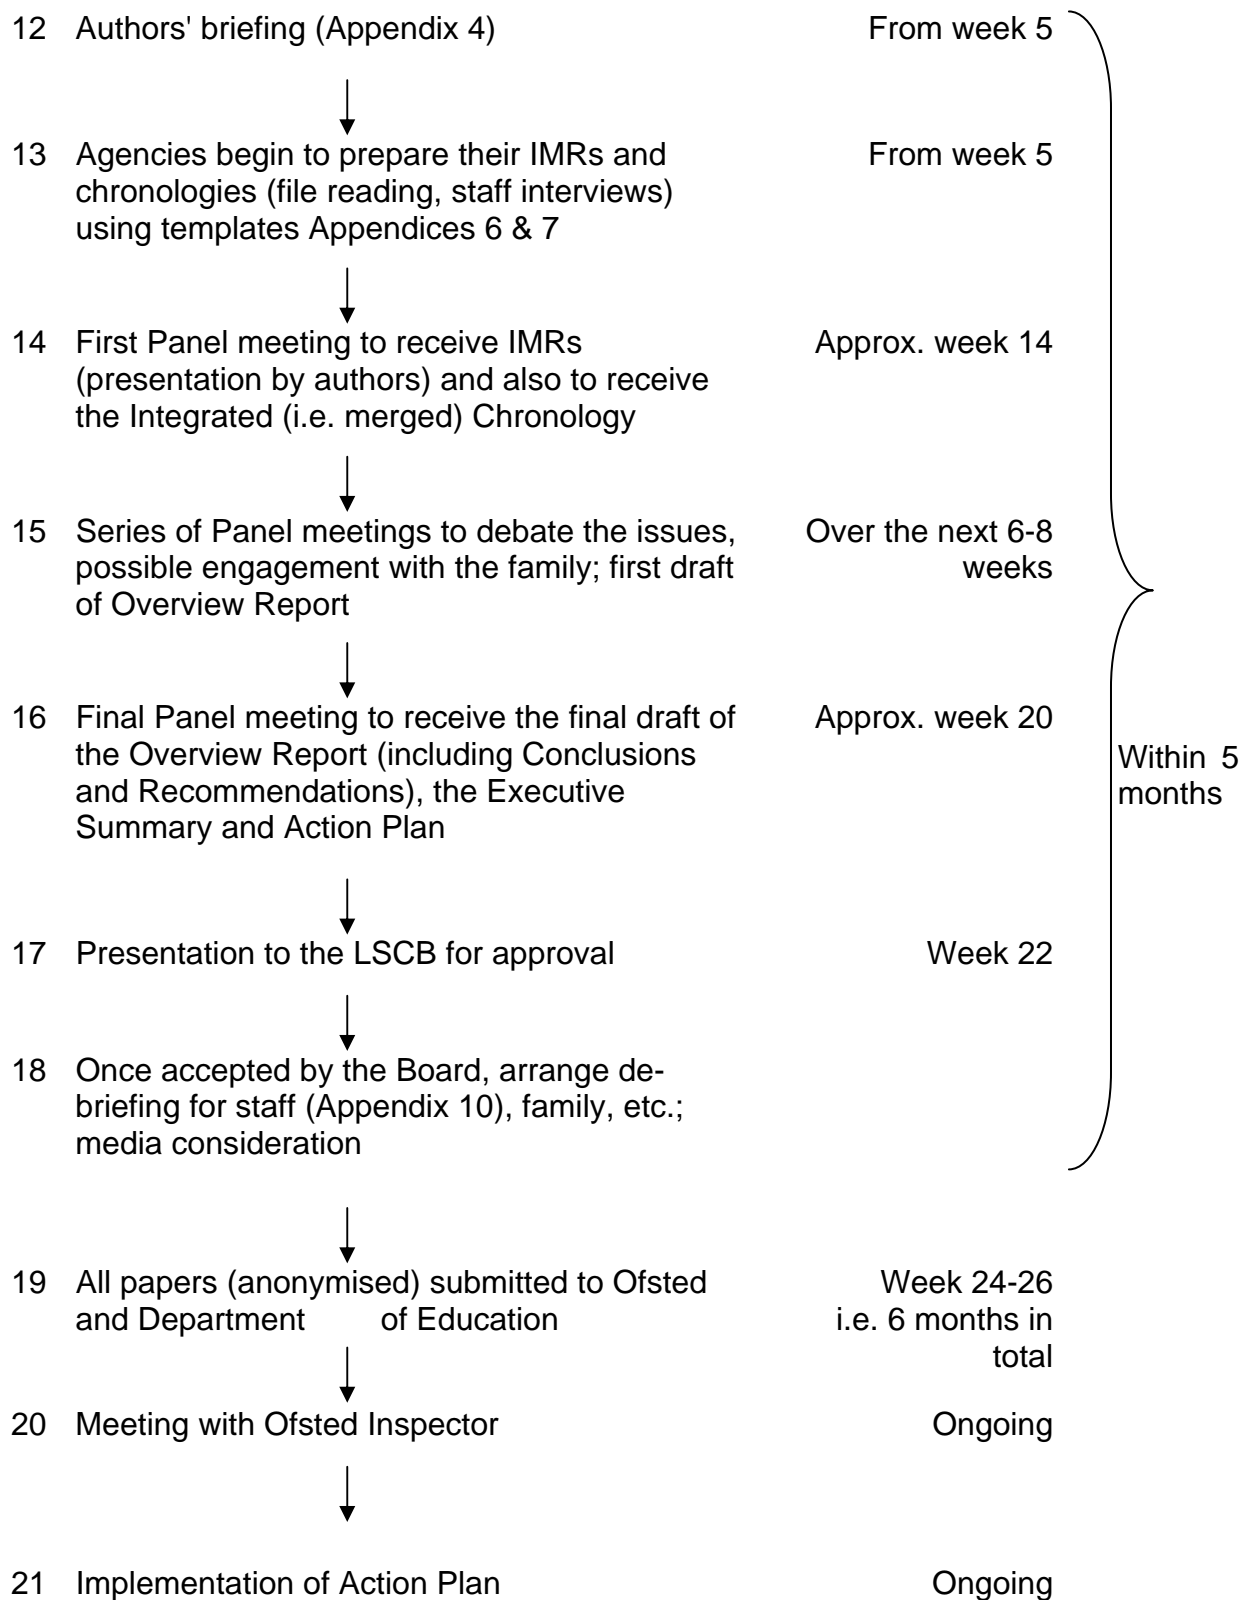 12 Authors' briefing (Appendix 4) From week 5
13 Agencies begin to prepare their IMRs and From week 5
chronologies (file reading, staff interviews)
using templates Appendices 6 & 7
14 First Panel meeting to receive IMRs Approx. week 14
(presentation by authors) and also to receive
the Integrated (i.e. merged) Chronology
15 Series of Panel meetings to debate the issues, Over the next 6-8
possible engagement with the family; first draft weeks
of Overview Report
16 Final Panel meeting to receive the final draft of Approx. week 20
the Overview Report (including Conclusions Within 5
and Recommendations), the Executive months
Summary and Action Plan
17 Presentation to the LSCB for approval Week 22
18 Once accepted by the Board, arrange de-
briefing for staff (Appendix 10), family, etc.;
media consideration
19 All papers (anonymised) submitted to Ofsted Week 24-26
and Department of Education i.e. 6 months in
total
20 Meeting with Ofsted Inspector Ongoing
21 Implementation of Action Plan Ongoing